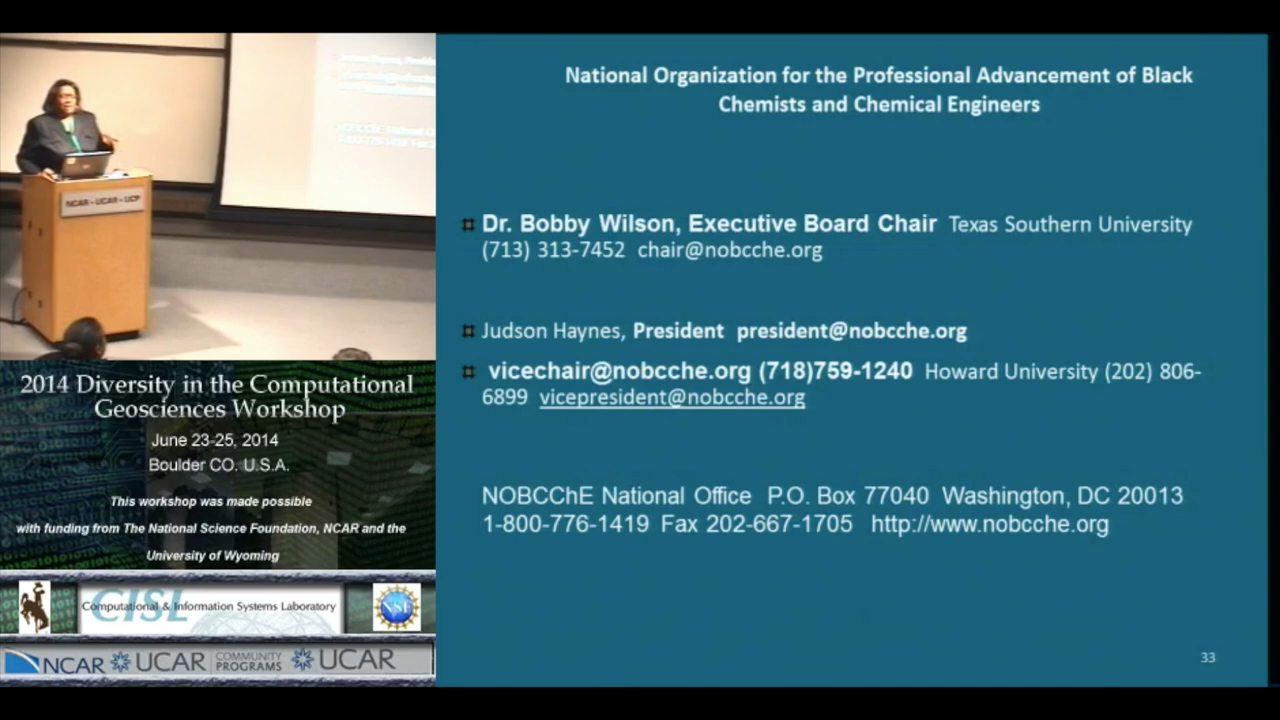 National Organization for the Professional Advancement of Black
Chemists and Chemical Engineers
Dr. Bobby Wilson, Executive Board Chair Texas Southern University
(713) 313-7452 chair@nobcche.org
Judson Haynes, President president@nobcche.org
vicechair@nobcche.org (718)759-1240 Howard University (202) 806-
6899 vicepresident@nobcche.org
NOBCChE National Office P.O. Box 77040 Washington, DC 20013
1-800-776-1419 Fax 202-667-1705 http://www.nobcche.org
33
NCAR-UCAR-UCP
2014 Diversity in the Computational
Geosciences Workshop
June 23-25, 2014
Boulder CO. U.S.A.
This workshop was made possible
with funding from The National Science Foundation, NCAR and the
University of Wyoming
CISL
Computational & Information Systems Laboratory
NSF
NCAR UCAR COMMUNITY PROGRAMS UCAR